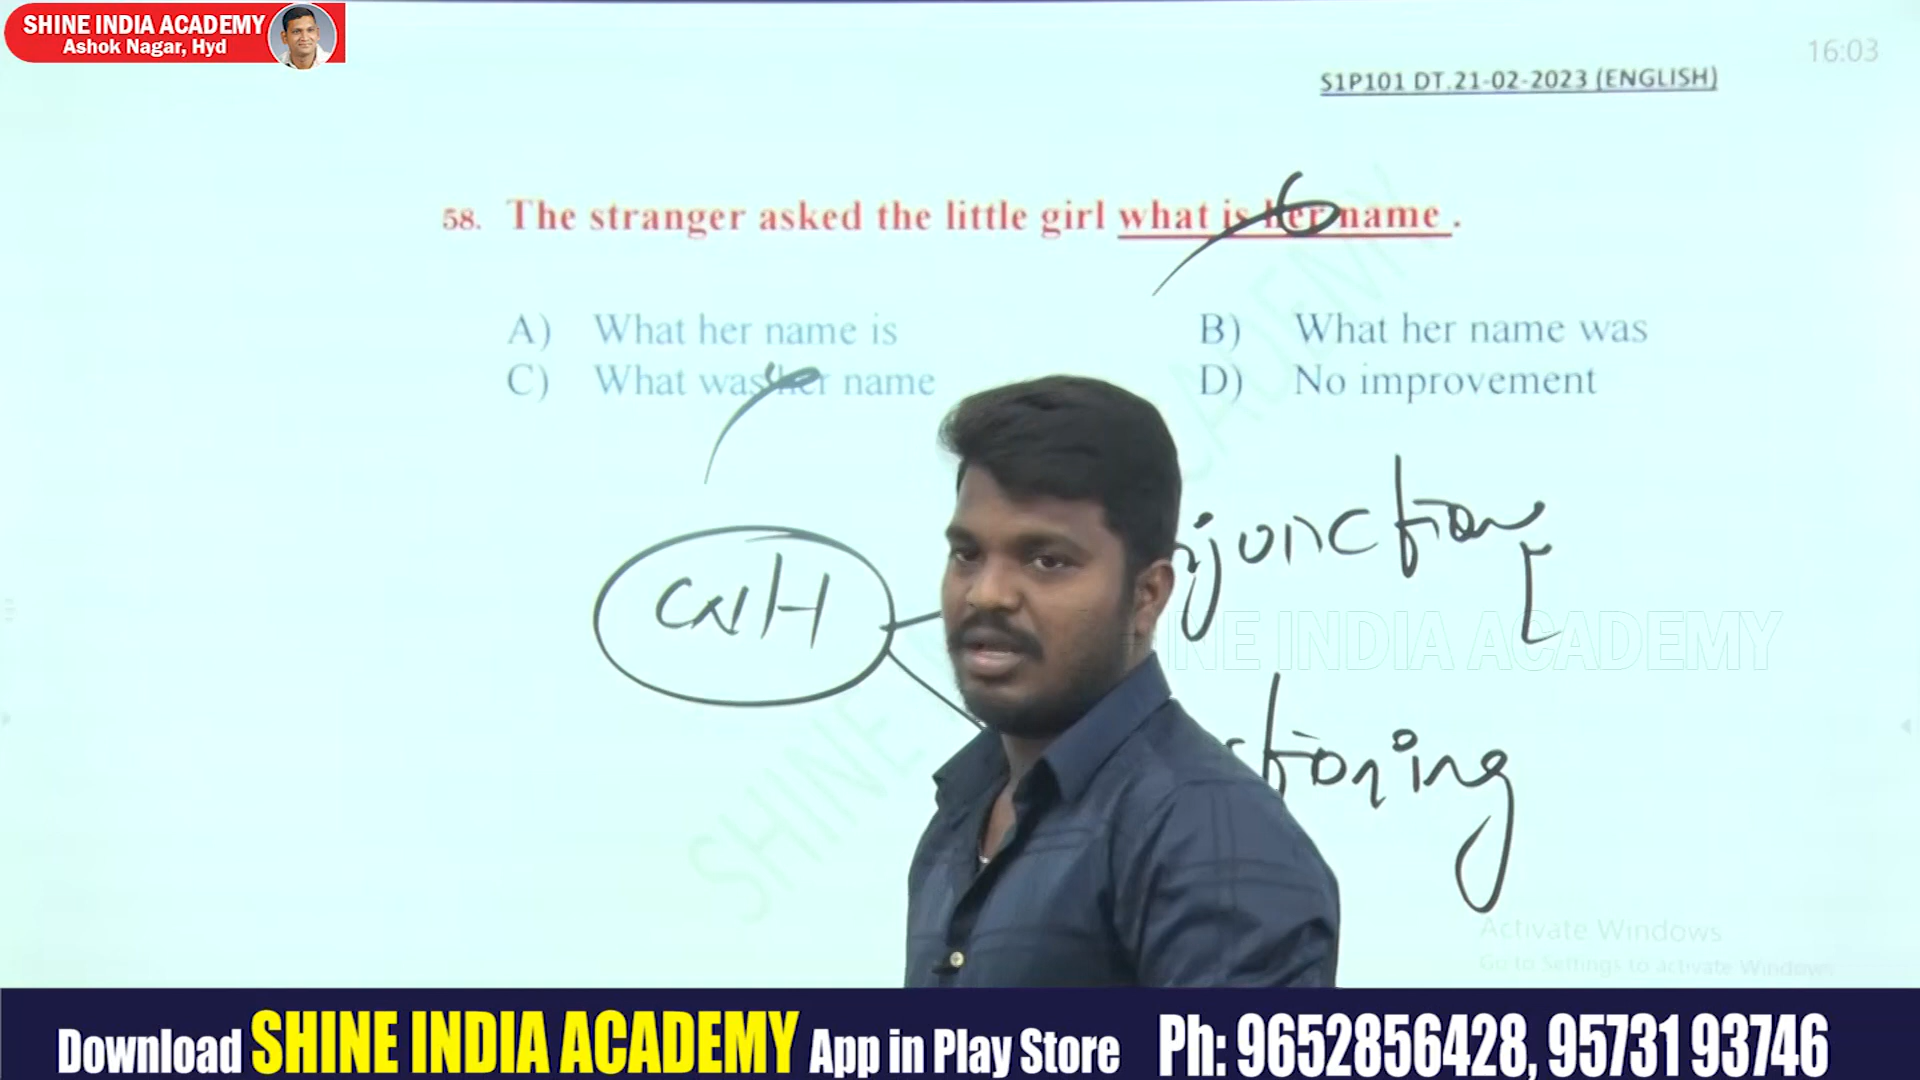 SHINE INDIA ACADEMY
Ashok Nagar, Hyd
16:03
S1P101 DT.21-02-2023 (ENGLISH)
58. The stranger asked the little girl what is her name .
A) What her name is
B) What her name was
C) What was her name
D) No improvement
WH
njunction
SHINE INDIA ACADEMY
ctioning
Activate Windows
Go to Settings to activate Windows
Download SHINE INDIA ACADEMY App in Play Store Ph: 9652856428, 95731 93746